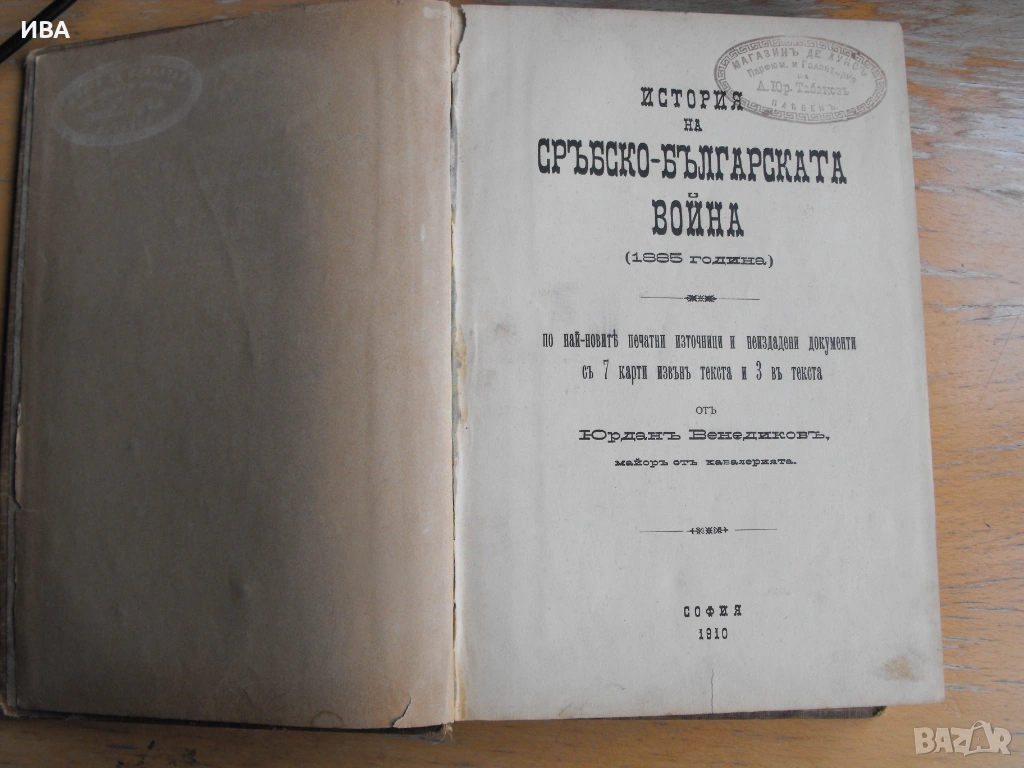 ИВА
МАГАЗИНЪ ДЕ
Парфюм. и Галантерия
на
А. Юр. Табаковъ
ПЛѢВЕНЪ
ИСТОРИЯ
НА
СРЪБСКО-БЪЛГАРСКАТА
ВОЙНА
(1885 година)
по най-новитѣ печатни източници и неиздадени документи
съ 7 карти извънъ текста и 3 въ текста
отъ
Юрданъ Венедиковъ,
майоръ отъ кавалерията.
СОФИЯ
1910
BAZAR